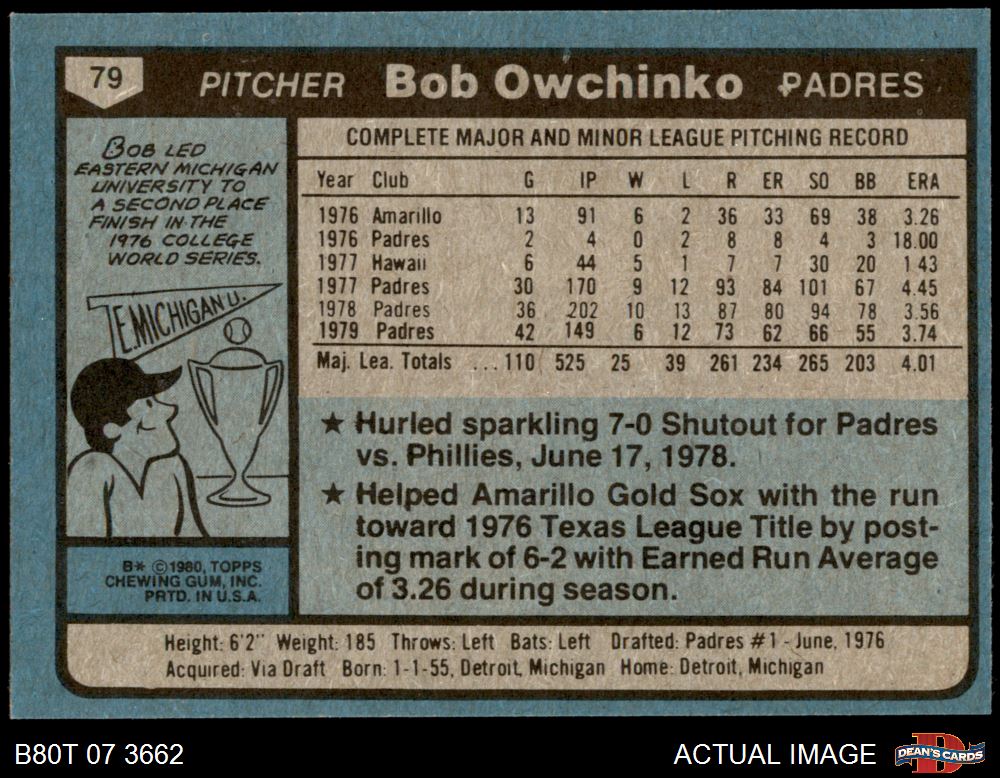 79 PITCHER Bob Owchinko PADRES
BOB LED
EASTERN MICHIGAN
UNIVERSITY TO
A SECOND PLACE
FINISH IN THE
1976 COLLEGE
WORLD SERIES.
E. MICHIGAN U.
B* ©1980, TOPPS
CHEWING GUM, INC.
PRTD. IN U.S.A.
COMPLETE MAJOR AND MINOR LEAGUE PITCHING RECORD
Year Club G IP W L R ER SO BB ERA
1976 Amarillo 13 91 6 2 36 33 69 38 3.26
1976 Padres 2 4 0 2 8 8 4 3 18.00
1977 Hawaii 6 44 5 1 7 7 30 20 1 43
1977 Padres 30 170 9 12 93 84 101 67 4.45
1978 Padres 36 202 10 13 87 80 94 78 3.56
1979 Padres 42 149 6 12 73 62 66 55 3.74
Maj. Lea. Totals ... 110 525 25 39 261 234 265 203 4.01
★ Hurled sparkling 7-0 Shutout for Padres
vs. Phillies, June 17, 1978.
★ Helped Amarillo Gold Sox with the run
toward 1976 Texas League Title by post-
ing mark of 6-2 with Earned Run Average
of 3.26 during season.
Height: 6'2" Weight: 185 Throws: Left Bats: Left Drafted: Padres #1 - June, 1976
Acquired: Via Draft Born: 1-1-55, Detroit, Michigan Home: Detroit, Michigan
B80T 07 3662 ACTUAL IMAGE D DEAN'S CARDS